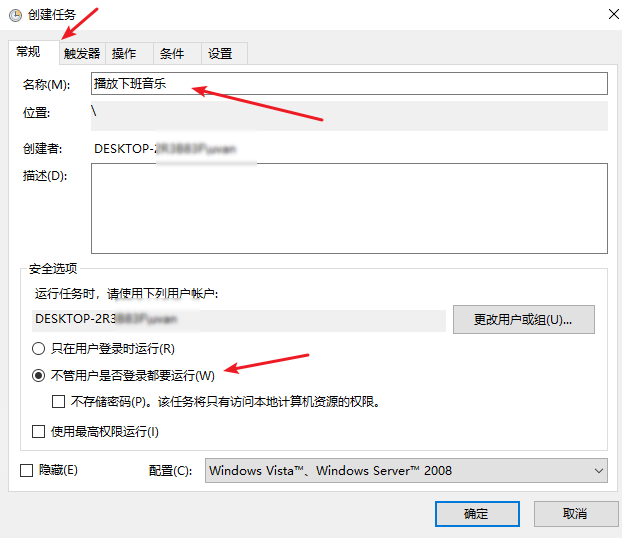 创建任务
常规 触发器 操作 条件 设置
名称(M): 播放下班音乐
位置: \
创建者: DESKTOP-
描述(D):
安全选项
运行任务时，请使用下列用户帐户:
DESKTOP-2R3 更改用户或组(U)...
只在用户登录时运行(R)
不管用户是否登录都要运行(W)
不存储密码(P)。该任务将只有访问本地计算机资源的权限。
使用最高权限运行(I)
隐藏(E) 配置(C): Windows Vista™、Windows Server™ 2008
确定 取消